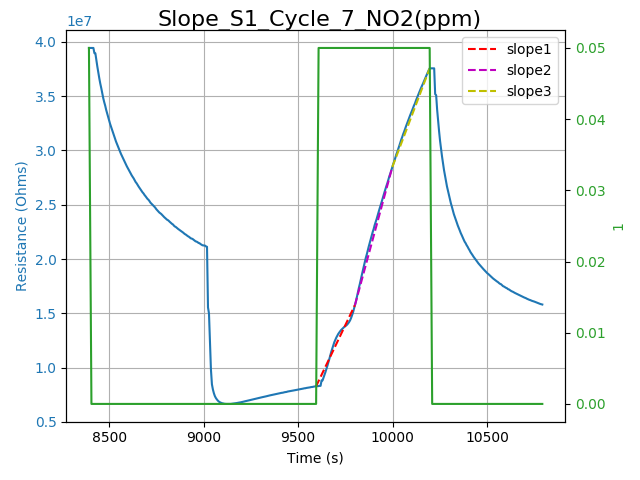 Slope_S1_Cycle_7_NO2(ppm)
1e7
4.0
3.5
3.0
2.5
2.0
1.5
1.0
0.5
Resistance (Ohms)
slope1
slope2
slope3
0.05
0.04
0.03
0.02
0.01
0.00
1
8500 9000 9500 10000 10500
Time (s)